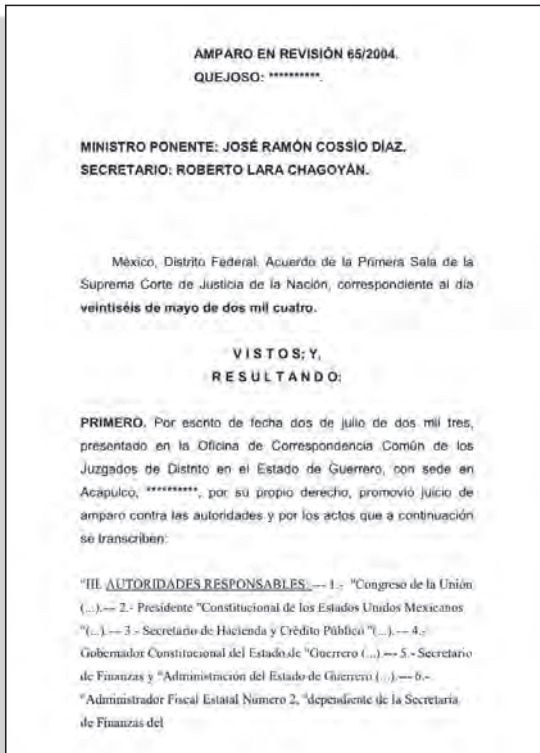 AMPARO EN REVISIÓN 65/2004.
QUEJOSO: **********.
MINISTRO PONENTE: JOSÉ RAMÓN COSSÍO DÍAZ.
SECRETARIO: ROBERTO LARA CHAGOYÁN.
México, Distrito Federal. Acuerdo de la Primera Sala de la
Suprema Corte de Justicia de la Nación, correspondiente al día
veintiséis de mayo de dos mil cuatro.
V I S T O S; Y,
R E S U L T A N D O:
PRIMERO. Por escrito de fecha dos de julio de dos mil tres,
presentado en la Oficina de Correspondencia Común de los
Juzgados de Distrito en el Estado de Guerrero, con sede en
Acapulco, **********, por su propio derecho, promovió juicio de
amparo contra las autoridades y por los actos que a continuación
se transcriben:
"III. AUTORIDADES RESPONSABLES: --- 1.- "Congreso de la Unión
(...).--- 2.- Presidente "Constitucional de los Estados Unidos Mexicanos
"(...).--- 3.- Secretario de Hacienda y Crédito Público "(...).--- 4.-
Gobernador Constitucional del Estado de "Guerrero (...).--- 5.- Secretario
de Finanzas y "Administración del Estado de Guerrero (...).--- 6.-
"Administrador Fiscal Estatal Número 2, "dependiente de la Secretaría
de Finanzas del